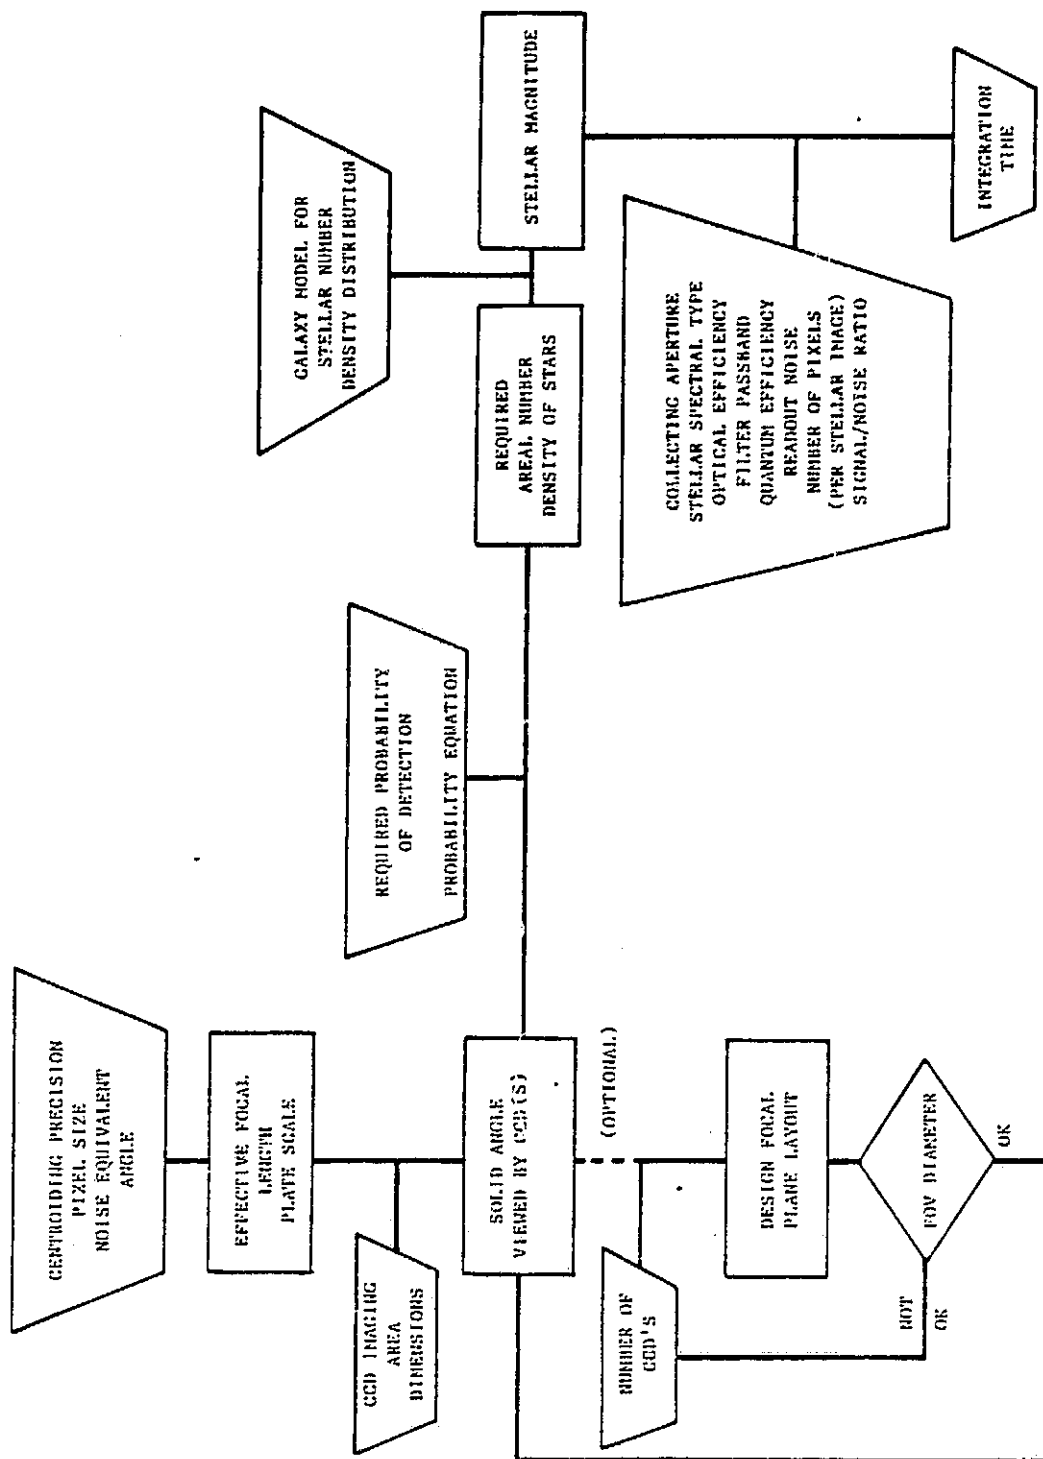 CENTROIDING PRECISION
PIXEL SIZE
NOISE EQUIVALENT
ANGLE
EFFECTIVE FOCAL
LENGTH
PLATE SCALE
CCD IMAGING
AREA
DIMENSIONS
SOLID ANGLE
VIEWED BY CCD(S)
(OPTIONAL)
NUMBER OF
CCD'S
DESIGN FOCAL
PLANE LAYOUT
FOV DIAMETER
NOT
OK
OK
REQUIRED PROBABILITY
OF DETECTION
PROBABILITY EQUATION
REQUIRED
AREAL NUMBER
DENSITY OF STARS
GALAXY MODEL FOR
STELLAR NUMBER
DENSITY DISTRIBUTION
STELLAR MAGNITUDE
COLLECTING APERTURE
STELLAR SPECTRAL TYPE
OPTICAL EFFICIENCY
FILTER PASSBAND
QUANTUM EFFICIENCY
READOUT NOISE
NUMBER OF PIXELS
(PER STELLAR IMAGE)
SIGNAL/NOISE RATIO
INTEGRATION
TIME